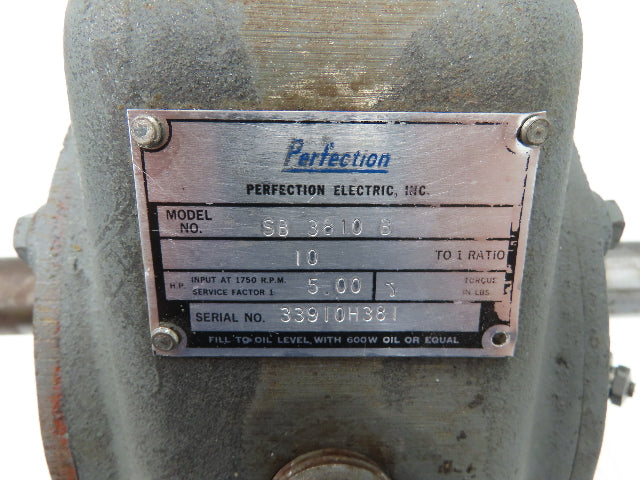 Perfection
PERFECTION ELECTRIC, INC.
MODEL NO. SB 3810 B
10 TO 1 RATIO
H.P. INPUT AT 1750 R.P.M. SERVICE FACTOR 1 5.00 TORQUE IN LBS.
SERIAL NO. 33910H381
FILL TO OIL LEVEL WITH 600W OIL OR EQUAL